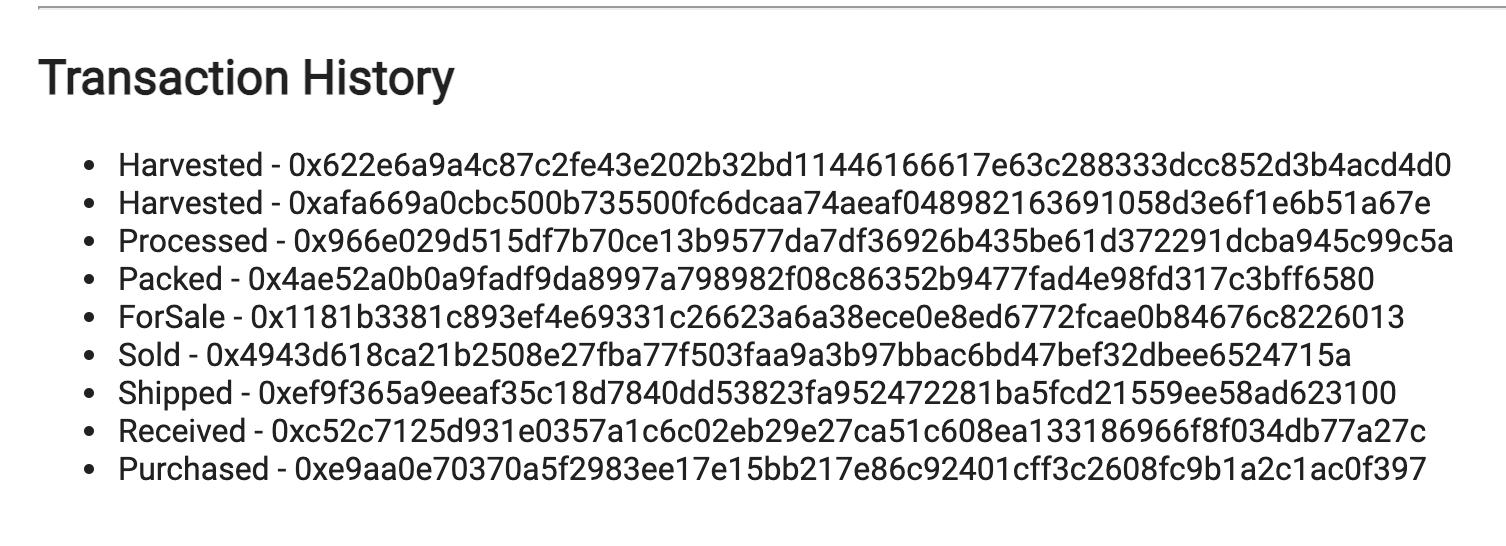 Transaction History
• Harvested - 0x622e6a9a4c87c2fe43e202b32bd11446166617e63c288333dcc852d3b4acd4d0
• Harvested - 0xafa669a0cbc500b735500fc6dcaa74aeaf048982163691058d3e6f1e6b51a67e
• Processed - 0x966e029d515df7b70ce13b9577da7df36926b435be61d372291dcba945c99c5a
• Packed - 0x4ae52a0b0a9fadf9da8997a798982f08c86352b9477fad4e98fd317c3bff6580
• ForSale - 0x1181b3381c893ef4e69331c26623a6a38ece0e8ed6772fcae0b84676c8226013
• Sold - 0x4943d618ca21b2508e27fba77f503faa9a3b97bbac6bd47bef32dbee6524715a
• Shipped - 0xef9f365a9eeaf35c18d7840dd53823fa952472281ba5fcd21559ee58ad623100
• Received - 0xc52c7125d931e0357a1c6c02eb29e27ca51c608ea133186966f8f034db77a27c
• Purchased - 0xe9aa0e70370a5f2983ee17e15bb217e86c92401cff3c2608fc9b1a2c1ac0f397